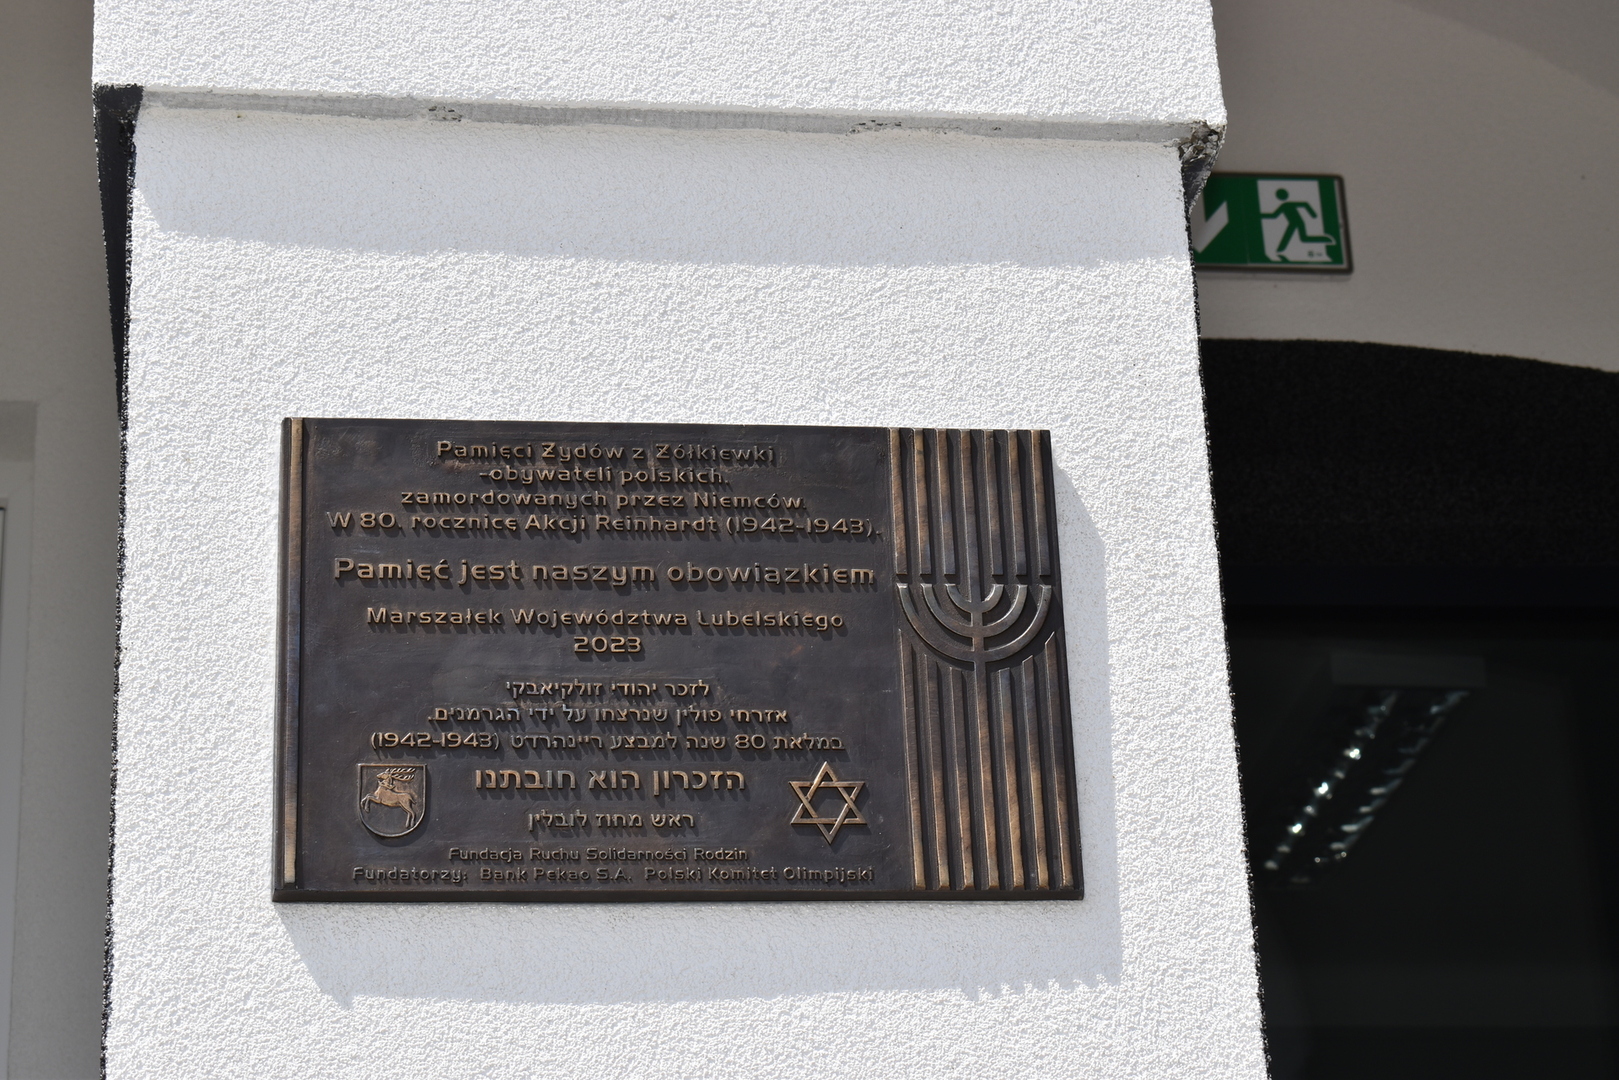 Pamięci Żydów z Żółkiewki
-obywateli polskich,
zamordowanych przez Niemców.
W 80. rocznicę Akcji Reinhardt (1942-1943).
Pamięć jest naszym obowiązkiem
Marszałek Województwa Lubelskiego
2023
לזכר יהודי זולקיאבקי
אזרחי פולין שנרצחו על ידי הגרמנים.
במלאת 80 שנה למבצע ריינהרדט (1942-1943)
הזכרון הוא חובתנו
ראש מחוז לובלין
Fundacja Ruchu Solidarności Rodzin
Fundatorzy: Bank Pekao S.A. Polski Komitet Olimpijski